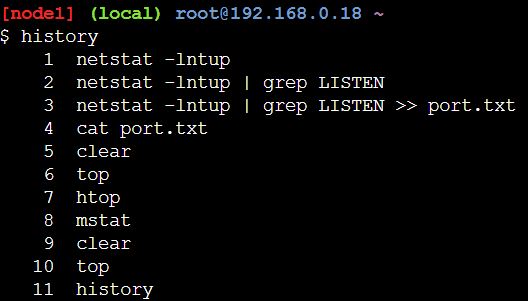 [node1] (local) root@192.168.0.18 ~
$ history
1 netstat -lntup
2 netstat -lntup | grep LISTEN
3 netstat -lntup | grep LISTEN >> port.txt
4 cat port.txt
5 clear
6 top
7 htop
8 mstat
9 clear
10 top
11 history